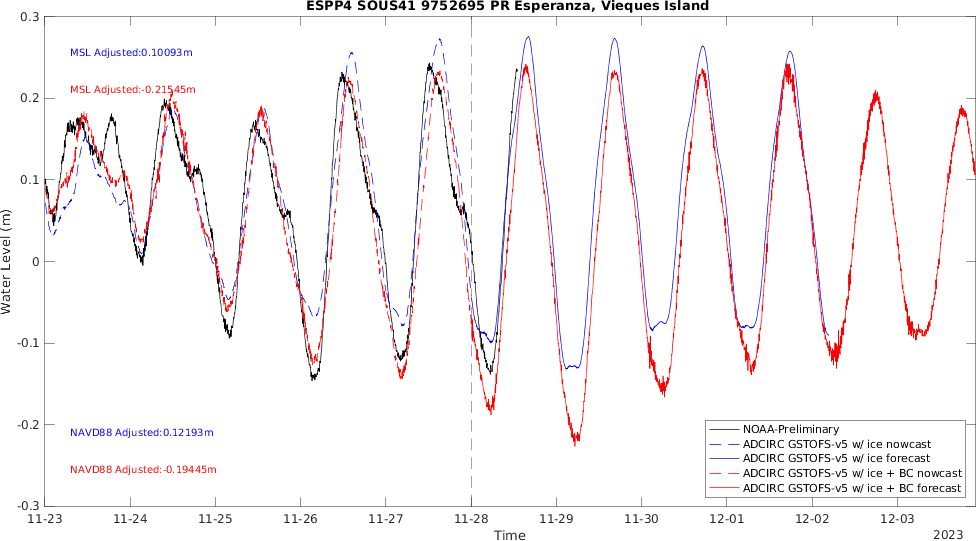 ESPP4 SOUS41 9752695 PR Esperanza, Vieques Island
0.3
MSL Adjusted:0.10093m
MSL Adjusted:-0.21545m
0.2
0.1
Water Level (m)
0
-0.1
-0.2
NAVD88 Adjusted:0.12193m
NAVD88 Adjusted:-0.19445m
NOAA-Preliminary
ADCIRC GSTOFS-v5 w/ ice nowcast
ADCIRC GSTOFS-v5 w/ ice forecast
ADCIRC GSTOFS-v5 w/ ice + BC nowcast
ADCIRC GSTOFS-v5 w/ ice + BC forecast
-0.3
11-23 11-24 11-25 11-26 11-27 11-28 11-29 11-30 12-01 12-02 12-03
Time
2023